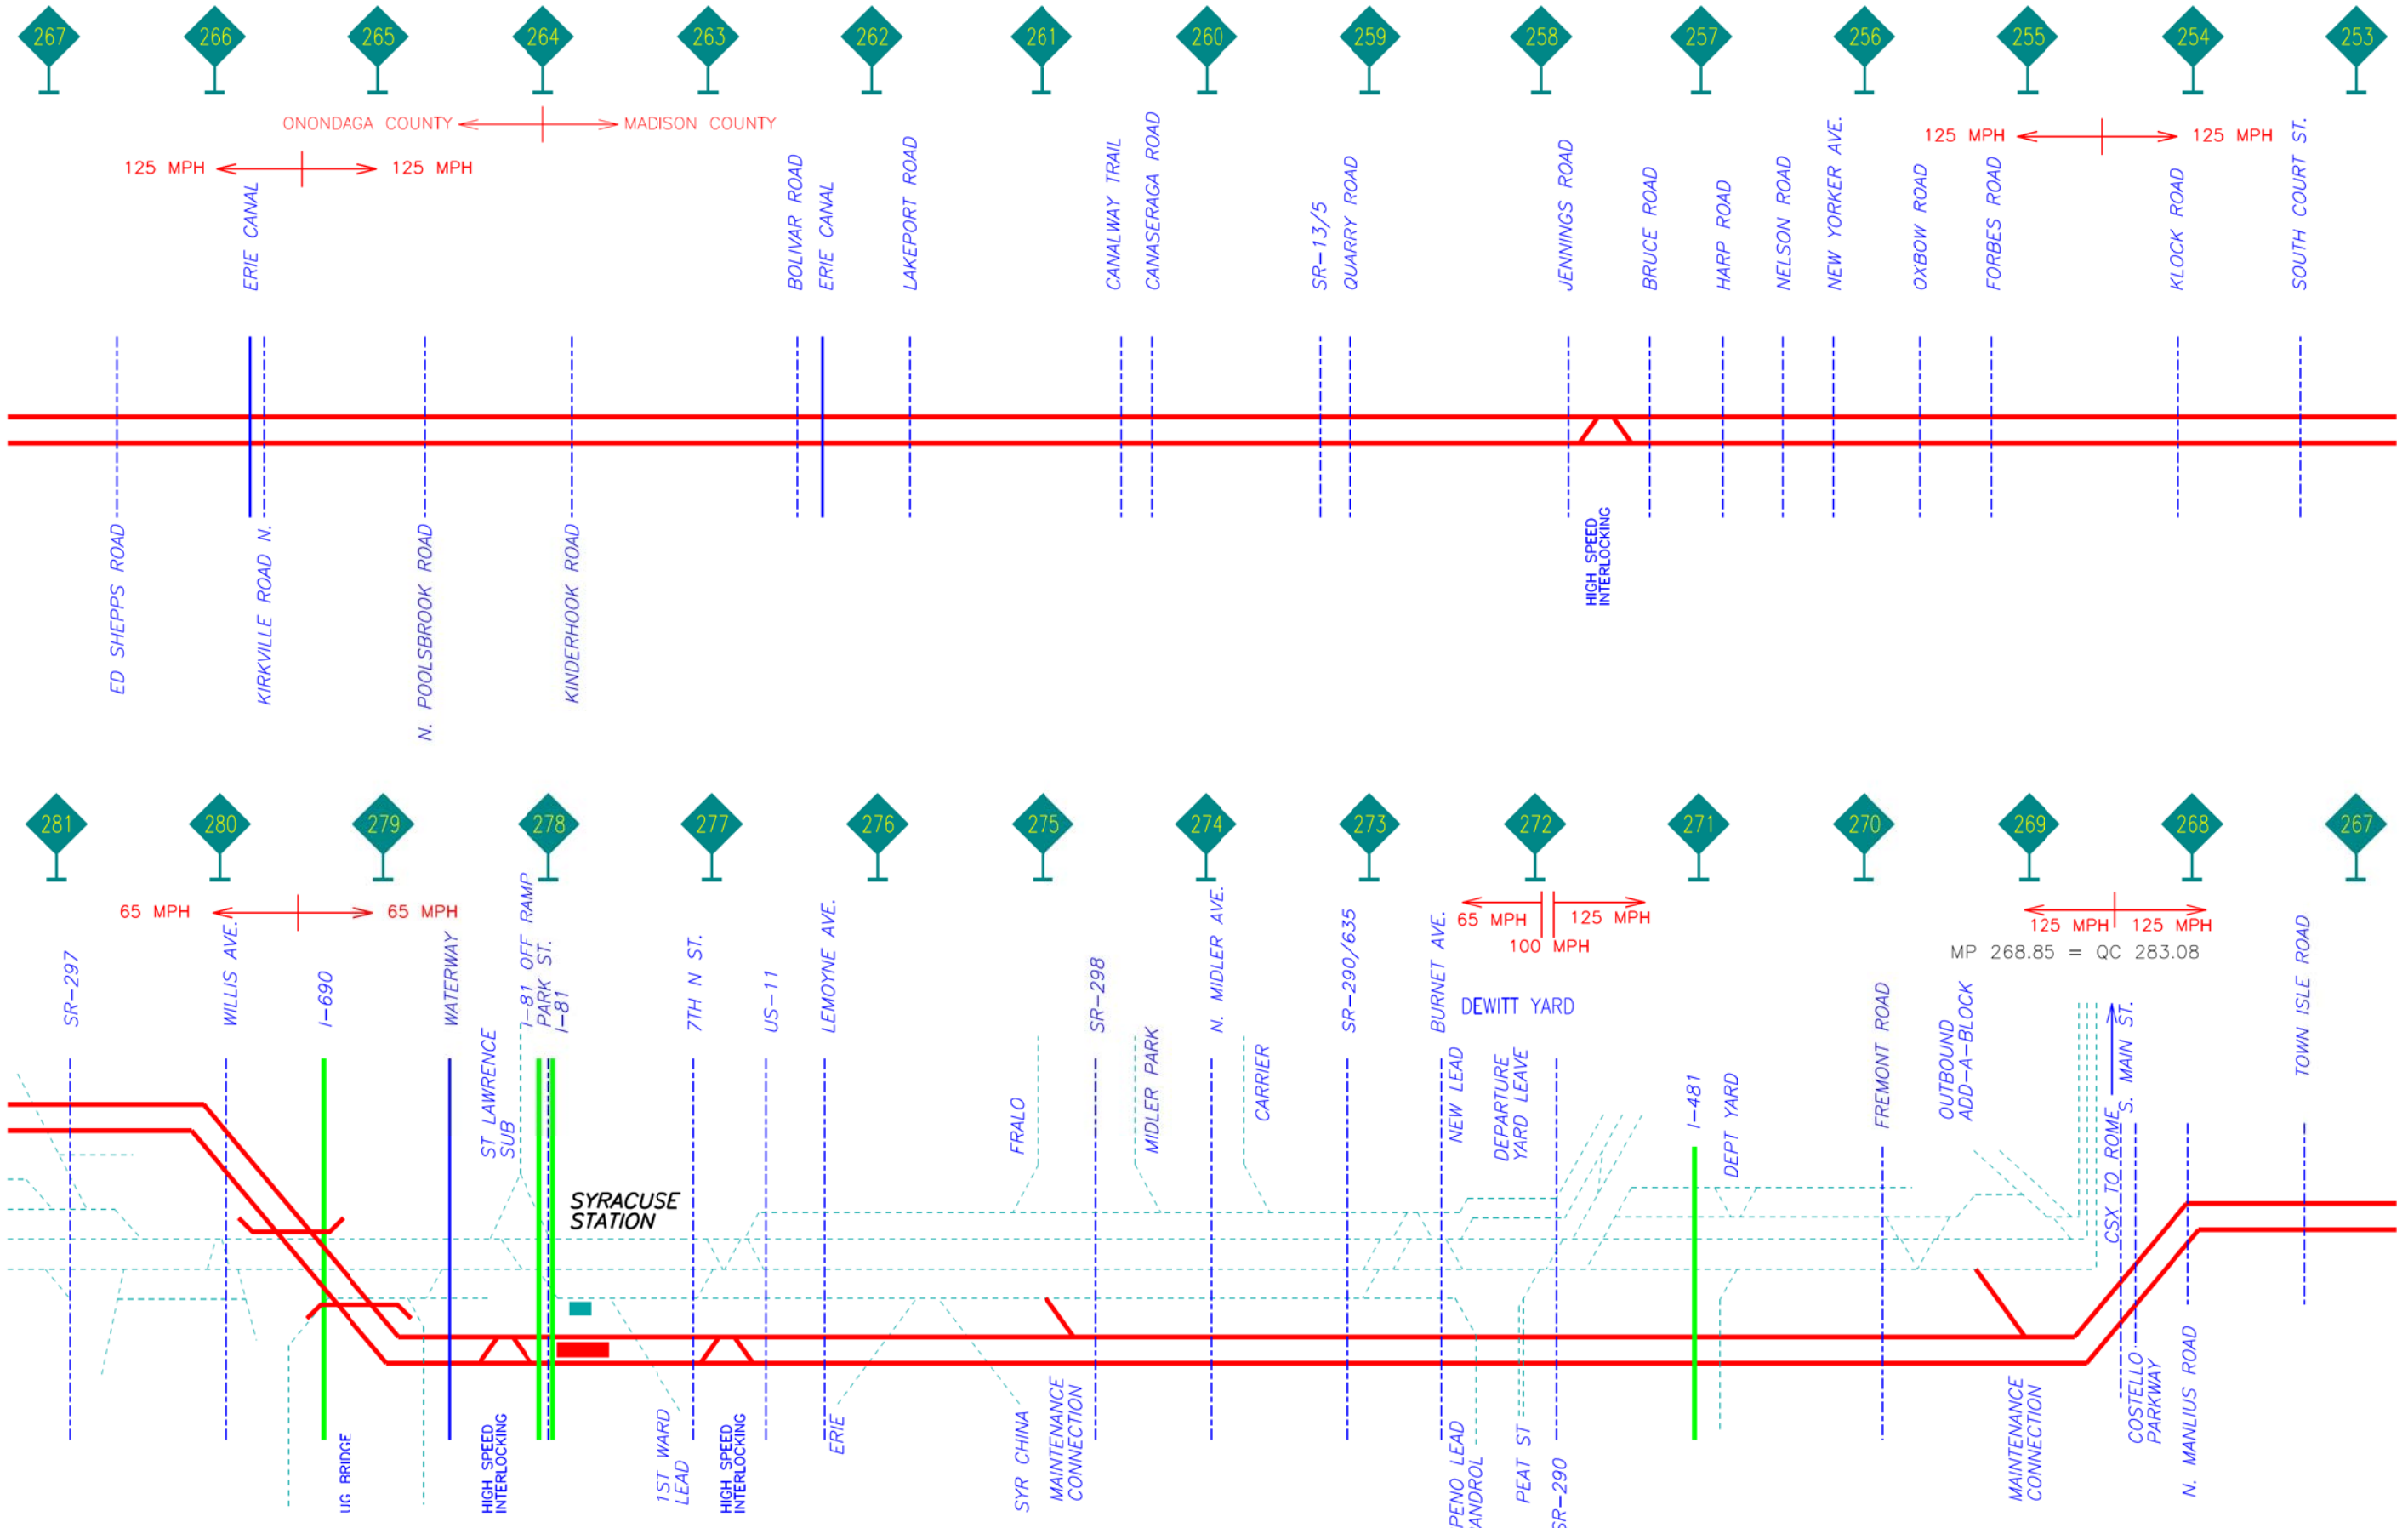 267
266
265
264
263
262
261
260
259
258
257
256
255
254
253
ONONDAGA COUNTY
MADISON COUNTY
125 MPH
125 MPH
125 MPH
125 MPH
ERIE CANAL
BOLIVAR ROAD
ERIE CANAL
LAKEPORT ROAD
CANALWAY TRAIL
CANASERAGA ROAD
SR-13/5
QUARRY ROAD
JENNINGS ROAD
BRUCE ROAD
HARP ROAD
NELSON ROAD
NEW YORKER AVE.
OXBOW ROAD
FORBES ROAD
KLOCK ROAD
SOUTH COURT ST.
ED SHEPPS ROAD
KIRKVILLE ROAD N.
N. POOLSBROOK ROAD
KINDERHOOK ROAD
HIGH SPEED
INTERLOCKING
281
280
279
278
277
276
275
274
273
272
271
270
269
268
267
65 MPH
65 MPH
65 MPH
125 MPH
100 MPH
125 MPH
125 MPH
MP 268.85 = QC 283.08
SR-297
WILLIS AVE.
I-690
WATERWAY
ST LAWRENCE
SUB
I-81 OFF RAMP
PARK ST.
I-81
7TH N ST.
US-11
LEMOYNE AVE.
FRALO
SR-298
MIDLER PARK
N. MIDLER AVE.
CARRIER
SR-290/635
BURNET AVE.
DEWITT YARD
NEW LEAD
DEPARTURE
YARD LEAVE
I-481
DEPT YARD
FREMONT ROAD
OUTBOUND
ADD-A-BLOCK
CSX TO ROME
S. MAIN ST.
TOWN ISLE ROAD
SYRACUSE
STATION
UG BRIDGE
HIGH SPEED
INTERLOCKING
1ST WARD
LEAD
HIGH SPEED
INTERLOCKING
ERIE
SYR CHINA
MAINTENANCE
CONNECTION
PENO LEAD
ANDROL
PEAT ST
SR-290
MAINTENANCE
CONNECTION
COSTELLO
PARKWAY
N. MANLIUS ROAD